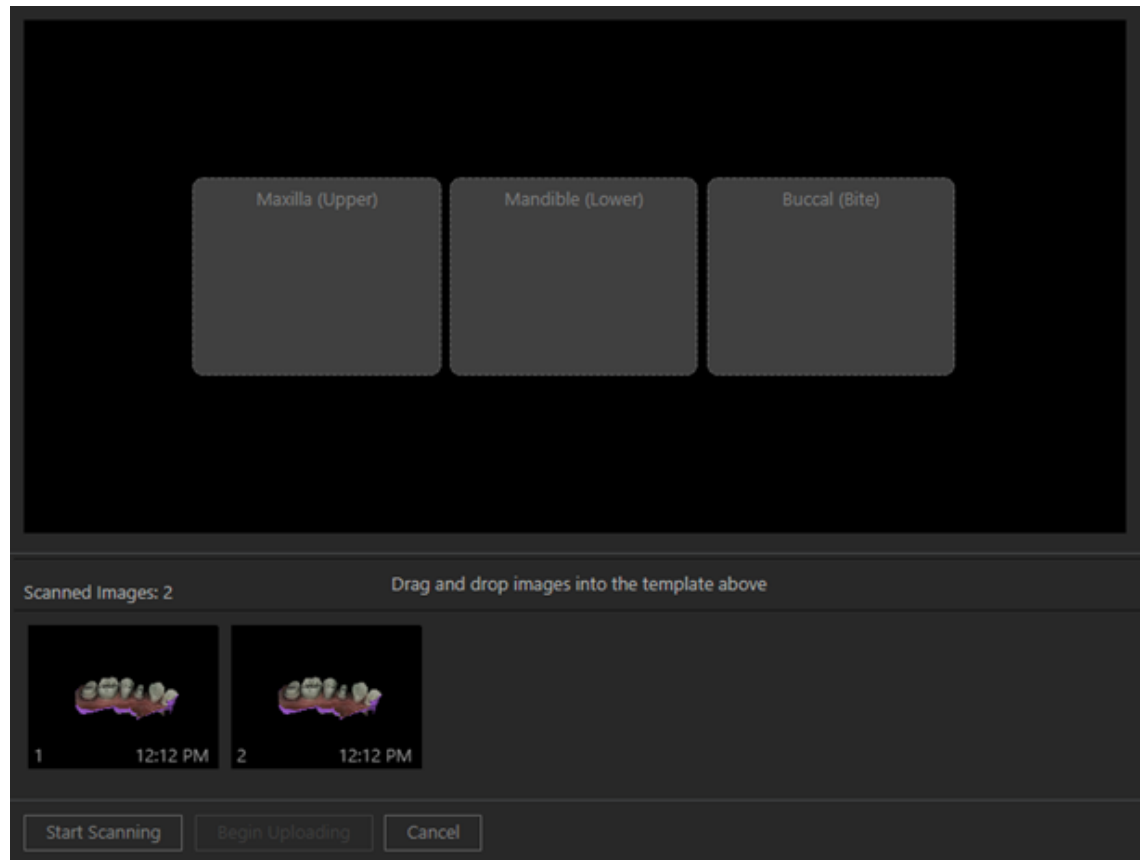 Maxilla (Upper)
Mandible (Lower)
Buccal (Bite)
Scanned Images: 2
Drag and drop images into the template above
1
12:12 PM
2
12:12 PM
Start Scanning
Begin Uploading
Cancel